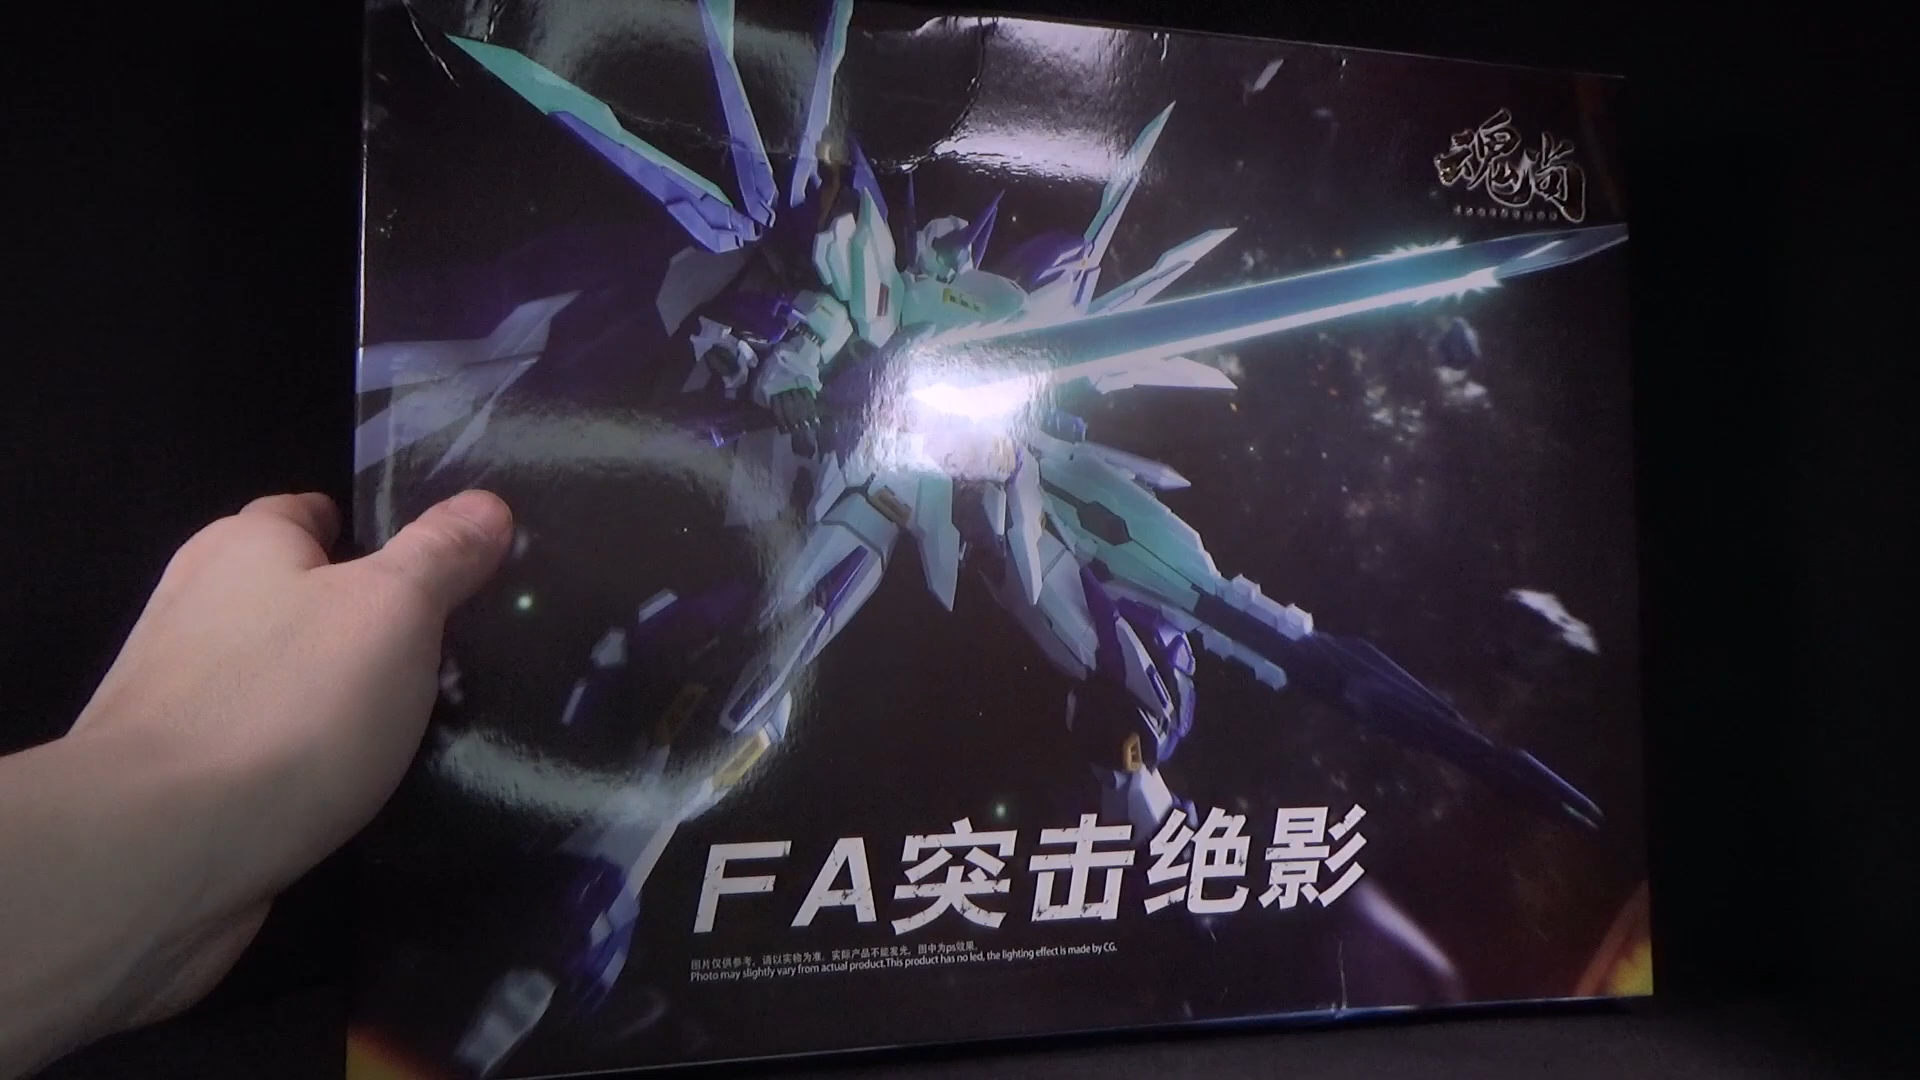 魂尚
FA突击绝影
图片仅供参考，请以实物为准，实际产品不能发光，图中为ps效果。
Photo may slightly vary from actual product.This product has no led, the lighting effect is made by CG.